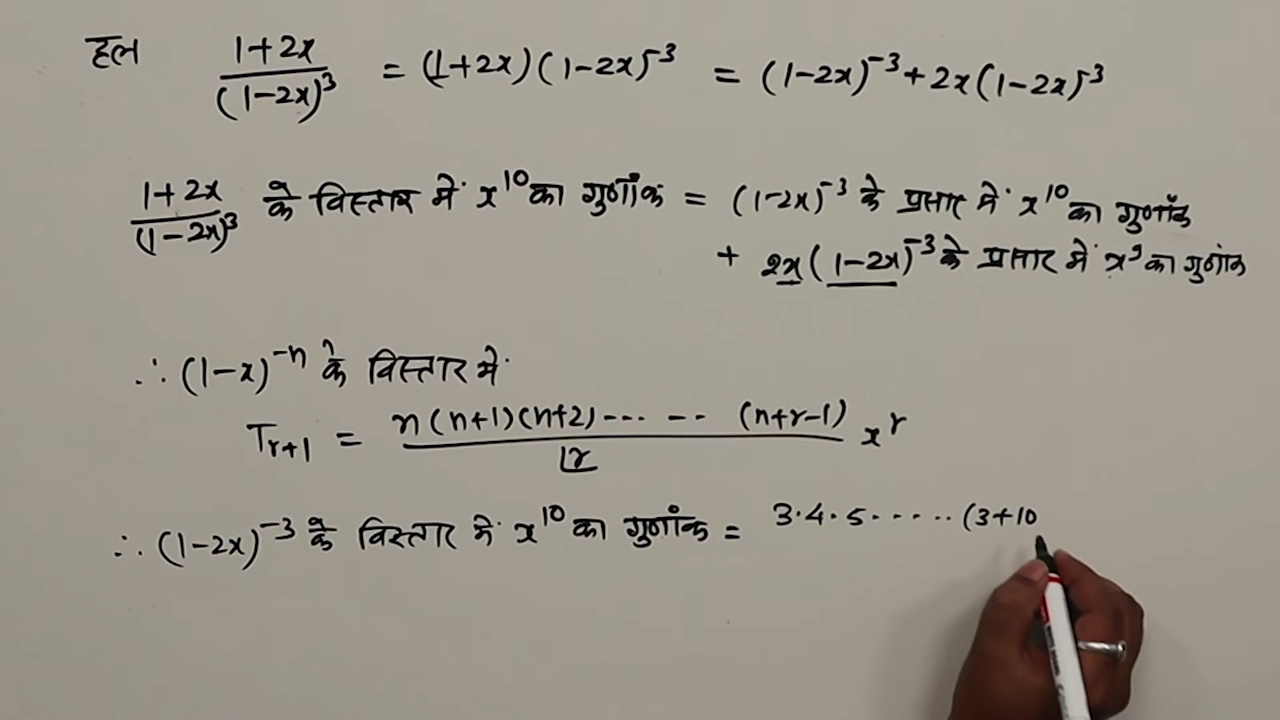 हल (1+2x)/(1-2x)³ = (1+2x)(1-2x)⁻³ = (1-2x)⁻³ + 2x(1-2x)⁻³
(1+2x)/(1-2x)³ के विस्तार में x¹⁰ का गुणांक = (1-2x)⁻³ के प्रसार में x¹⁰ का गुणांक
+ 2x(1-2x)⁻³ के प्रसार में x⁹ का गुणांक
∴ (1-x)⁻ⁿ के विस्तार में
Tᵣ₊₁ = n(n+1)(n+2)--- -- (n+r-1)/|r xʳ
∴ (1-2x)⁻³ के विस्तार में x¹⁰ का गुणांक = 3·4·5·····(3+10